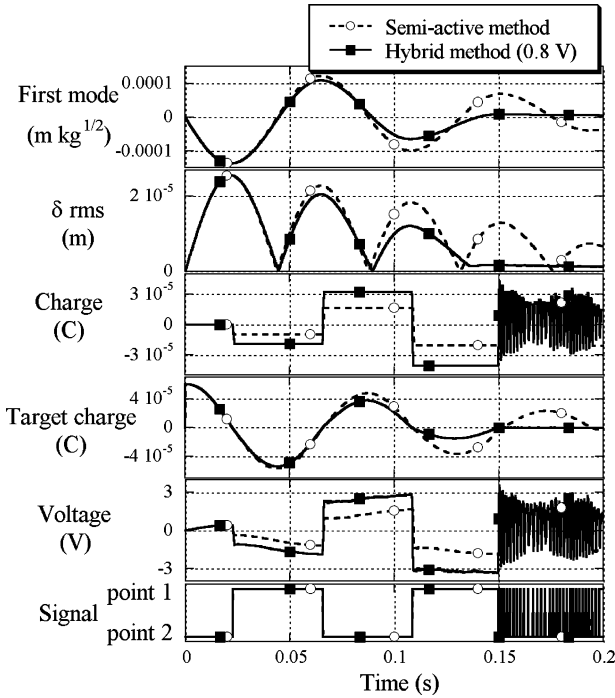 Semi-active method
Hybrid method (0.8 V)
First mode
(m kg^{1/2})
0.0001
0
-0.0001
δ rms
(m)
2 10^{-5}
0
Charge
(C)
3 10^{-5}
0
-3 10^{-5}
Target charge
(C)
4 10^{-5}
0
-4 10^{-5}
Voltage
(V)
3
0
-3
Signal
point 1
point 2
0 0.05 0.1 0.15 0.2
Time (s)